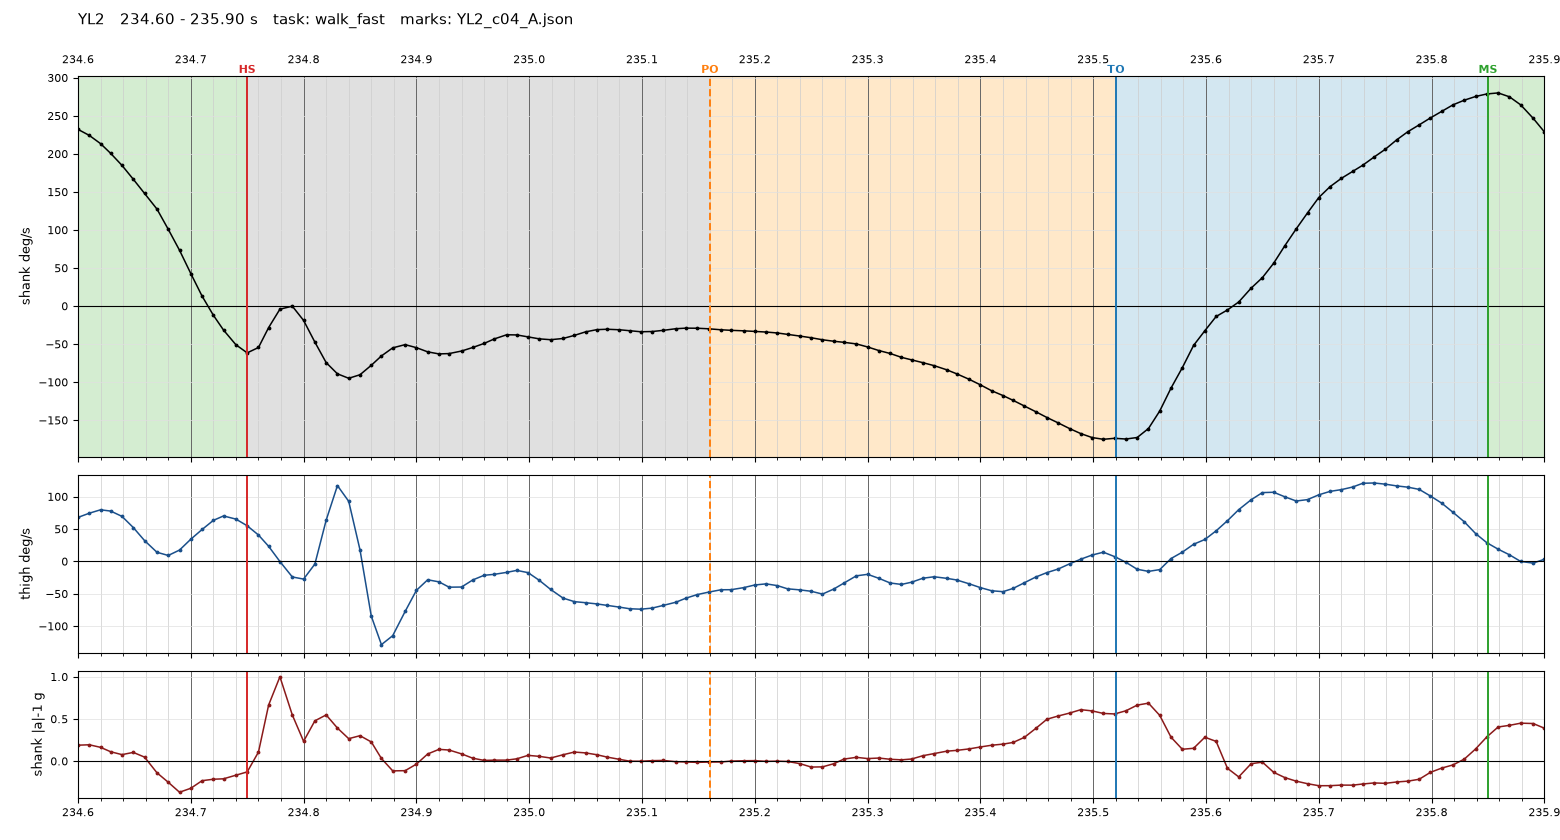 YL2   234.60 - 235.90 s   task: walk_fast   marks: YL2_c04_A.json
234.6 234.7 234.8 234.9 235.0 235.1 235.2 235.3 235.4 235.5 235.6 235.7 235.8 235.9
HS PO TO MS
shank deg/s
300
250
200
150
100
50
0
−50
−100
−150
thigh deg/s
100
50
0
−50
−100
shank |a|-1 g
1.0
0.5
0.0
234.6 234.7 234.8 234.9 235.0 235.1 235.2 235.3 235.4 235.5 235.6 235.7 235.8 235.9